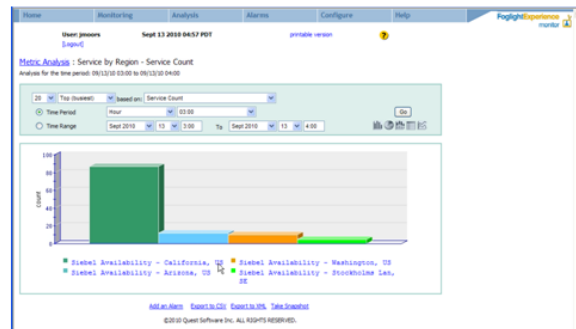 Home Monitoring Analysis Alarms Configure Help
FoglightExperience monitor
User: jmoors Sept 13 2010 04:57 PDT printable version ?
[Logout]
Metric Analysis : Service by Region - Service Count
Analysis for the time period: 09/13/10 03:00 to 09/13/10 04:00
20 Top (busiest) based on: Service Count
Time Period Hour 03:00 Go
Time Range Sept 2010 13 3:00 To Sept 2010 13 4:00
100
80
60
40
20
0
count
Siebel Availability - California, US
Siebel Availability - Washington, US
Siebel Availability - Arizona, US
Siebel Availability - Stockholms Lan, SE
Add an Alarm Export to CSV Export to XML Take Snapshot
©2010 Quest Software Inc. ALL RIGHTS RESERVED.